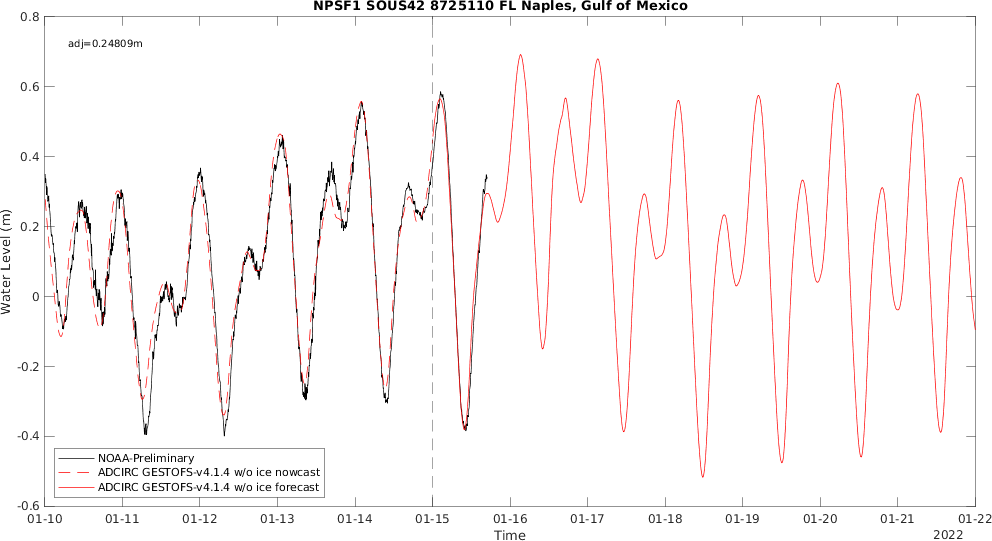 NPSF1 SOUS42 8725110 FL Naples, Gulf of Mexico
adj=0.24809m
0.8
0.6
0.4
0.2
0
-0.2
-0.4
-0.6
Water Level (m)
NOAA-Preliminary
ADCIRC GESTOFS-v4.1.4 w/o ice nowcast
ADCIRC GESTOFS-v4.1.4 w/o ice forecast
01-10 01-11 01-12 01-13 01-14 01-15 01-16 01-17 01-18 01-19 01-20 01-21 01-22
Time
2022